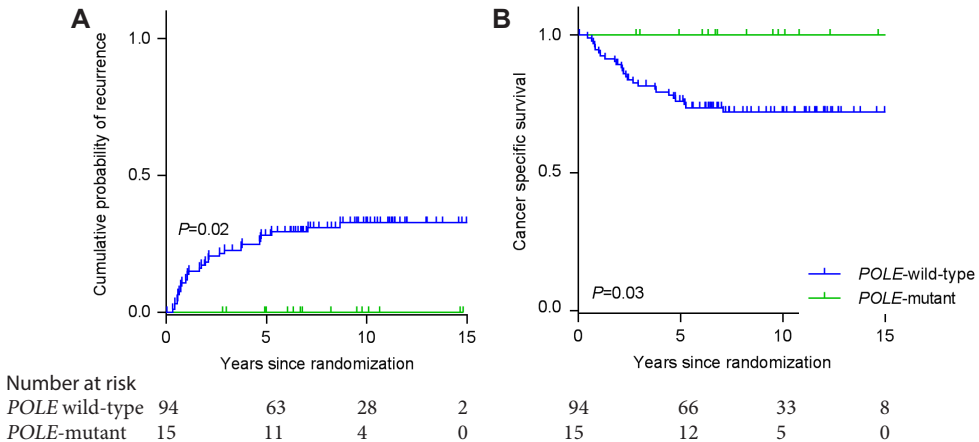 A
Cumulative probability of recurrence
1.0
0.5
0.0
P=0.02
0 5 10 15
Years since randomization
B
Cancer specific survival
1.0
0.5
0.0
P=0.03
POLE-wild-type
POLE-mutant
0 5 10 15
Years since randomization
Number at risk
POLE wild-type 94 63 28 2 94 66 33 8
POLE-mutant 15 11 4 0 15 12 5 0